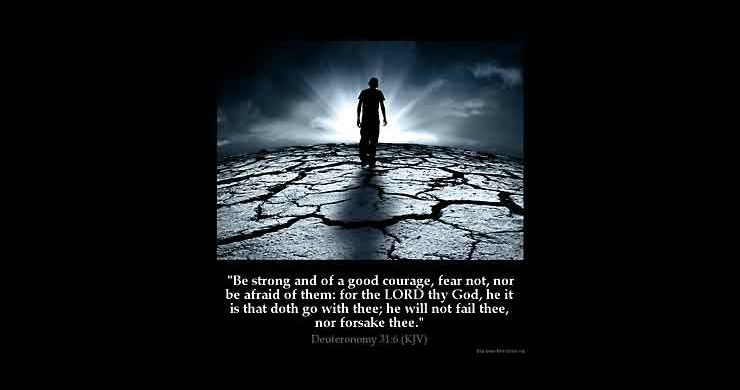 "Be strong and of a good courage, fear not, nor
be afraid of them: for the LORD thy God, he it
is that doth go with thee; he will not fail thee,
nor forsake thee."
Deuteronomy 31:6 (KJV)